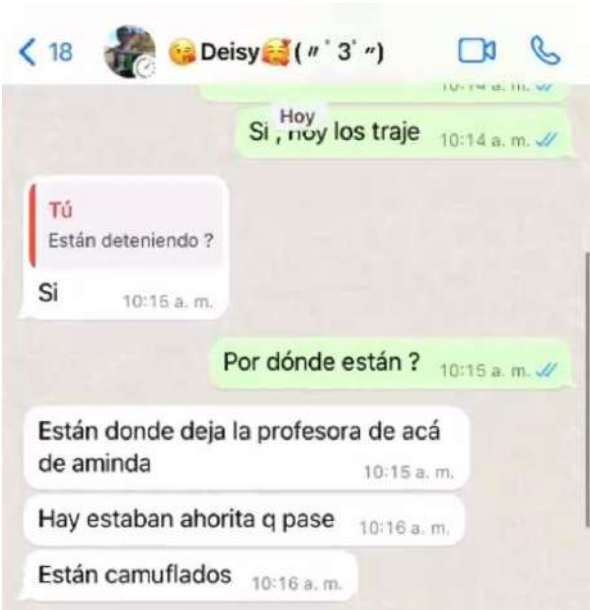 18 😘Deisy🥰( 〃ﾟ3ﾟ〃)
Hoy
Si , hoy los traje 10:14 a. m.
Tú
Están deteniendo ?
Si 10:15 a. m.
Por dónde están ? 10:15 a. m.
Están donde deja la profesora de acá
de aminda 10:15 a. m.
Hay estaban ahorita q pase 10:16 a. m.
Están camuflados 10:16 a. m.